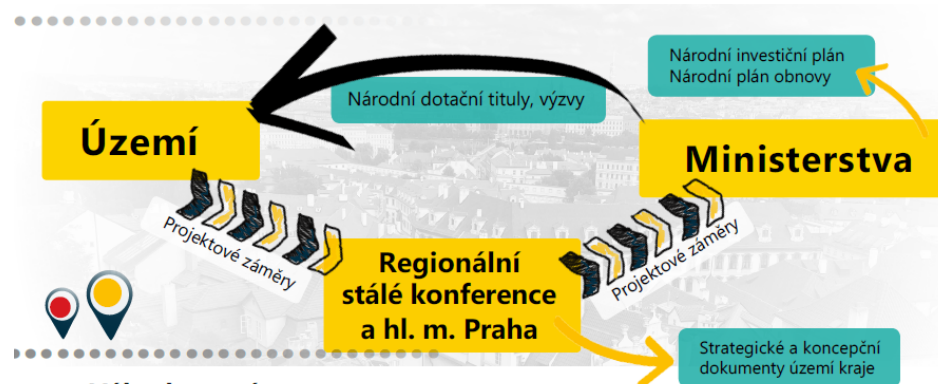 Národní investiční plán
Národní plán obnovy
Národní dotační tituly, výzvy
Území
Ministerstva
Projektové záměry
Projektové záměry
Regionální
stálé konference
a hl. m. Praha
Strategické a koncepční
dokumenty území kraje